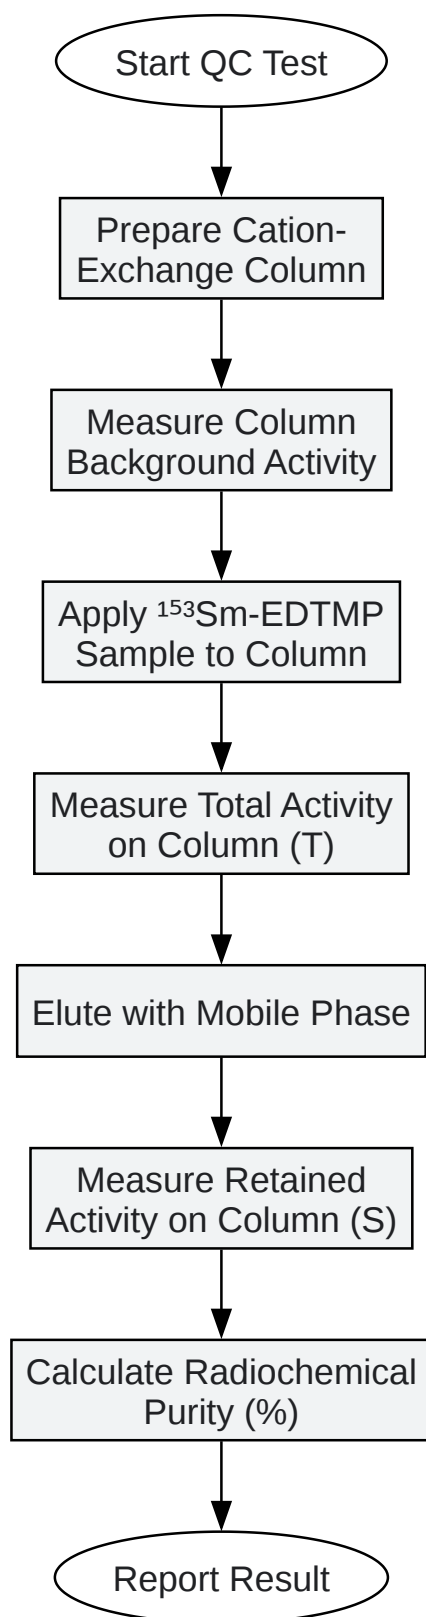 Start QC Test
Prepare Cation-
Exchange Column
Measure Column
Background Activity
Apply ¹⁵³Sm-EDTMP
Sample to Column
Measure Total Activity
on Column (T)
Elute with Mobile Phase
Measure Retained
Activity on Column (S)
Calculate Radiochemical
Purity (%)
Report Result